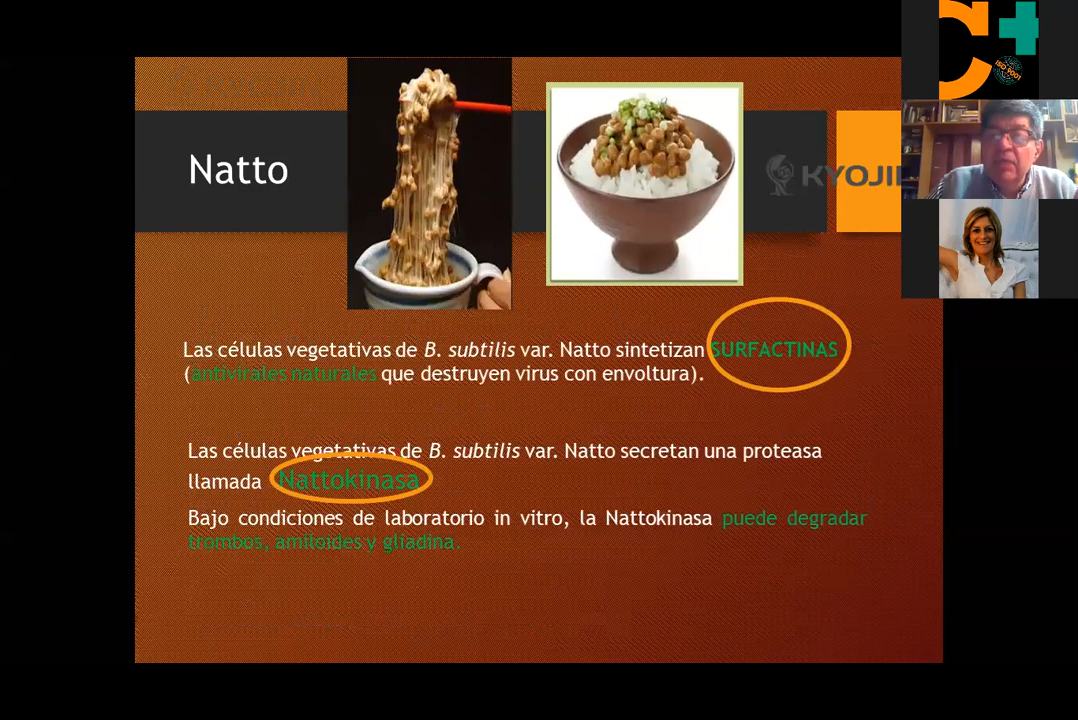 ISO 9001
Natto
KYOJI
Las células vegetativas de B. subtilis var. Natto sintetizan SURFACTINAS
(antivirales naturales que destruyen virus con envoltura).
Las células vegetativas de B. subtilis var. Natto secretan una proteasa
llamada Nattokinasa
Bajo condiciones de laboratorio in vitro, la Nattokinasa puede degradar
trombos, amiloides y gliadina.